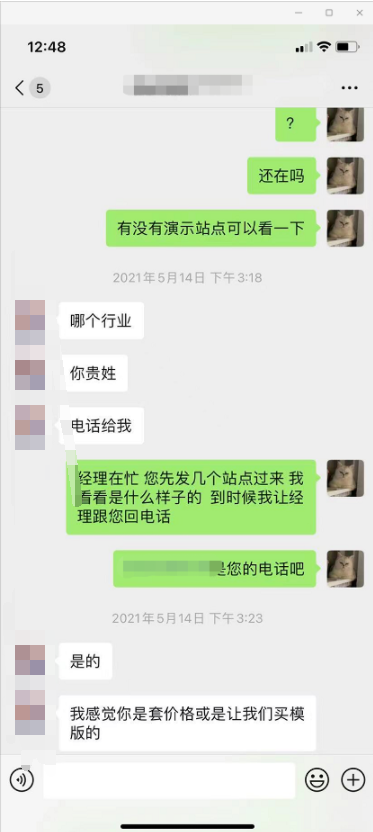 12:48
5
?
还在吗
有没有演示站点可以看一下
2021年5月14日 下午3:18
哪个行业
你贵姓
电话给我
经理在忙 您先发几个站点过来 我
看看是什么样子的 到时候我让经
理跟您回电话
是您的电话吧
2021年5月14日 下午3:23
是的
我感觉你是套价格或是让我们买模
版的